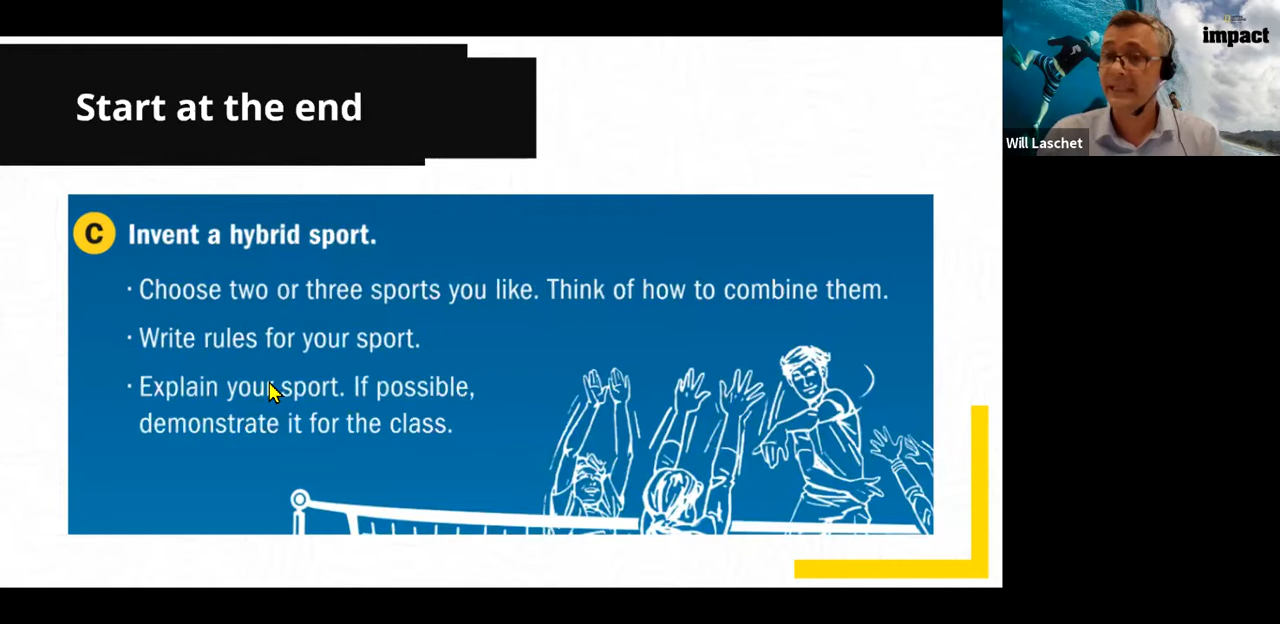 Start at the end
C Invent a hybrid sport.
· Choose two or three sports you like. Think of how to combine them.
· Write rules for your sport.
· Explain your sport. If possible,
demonstrate it for the class.
impact
Will Laschet